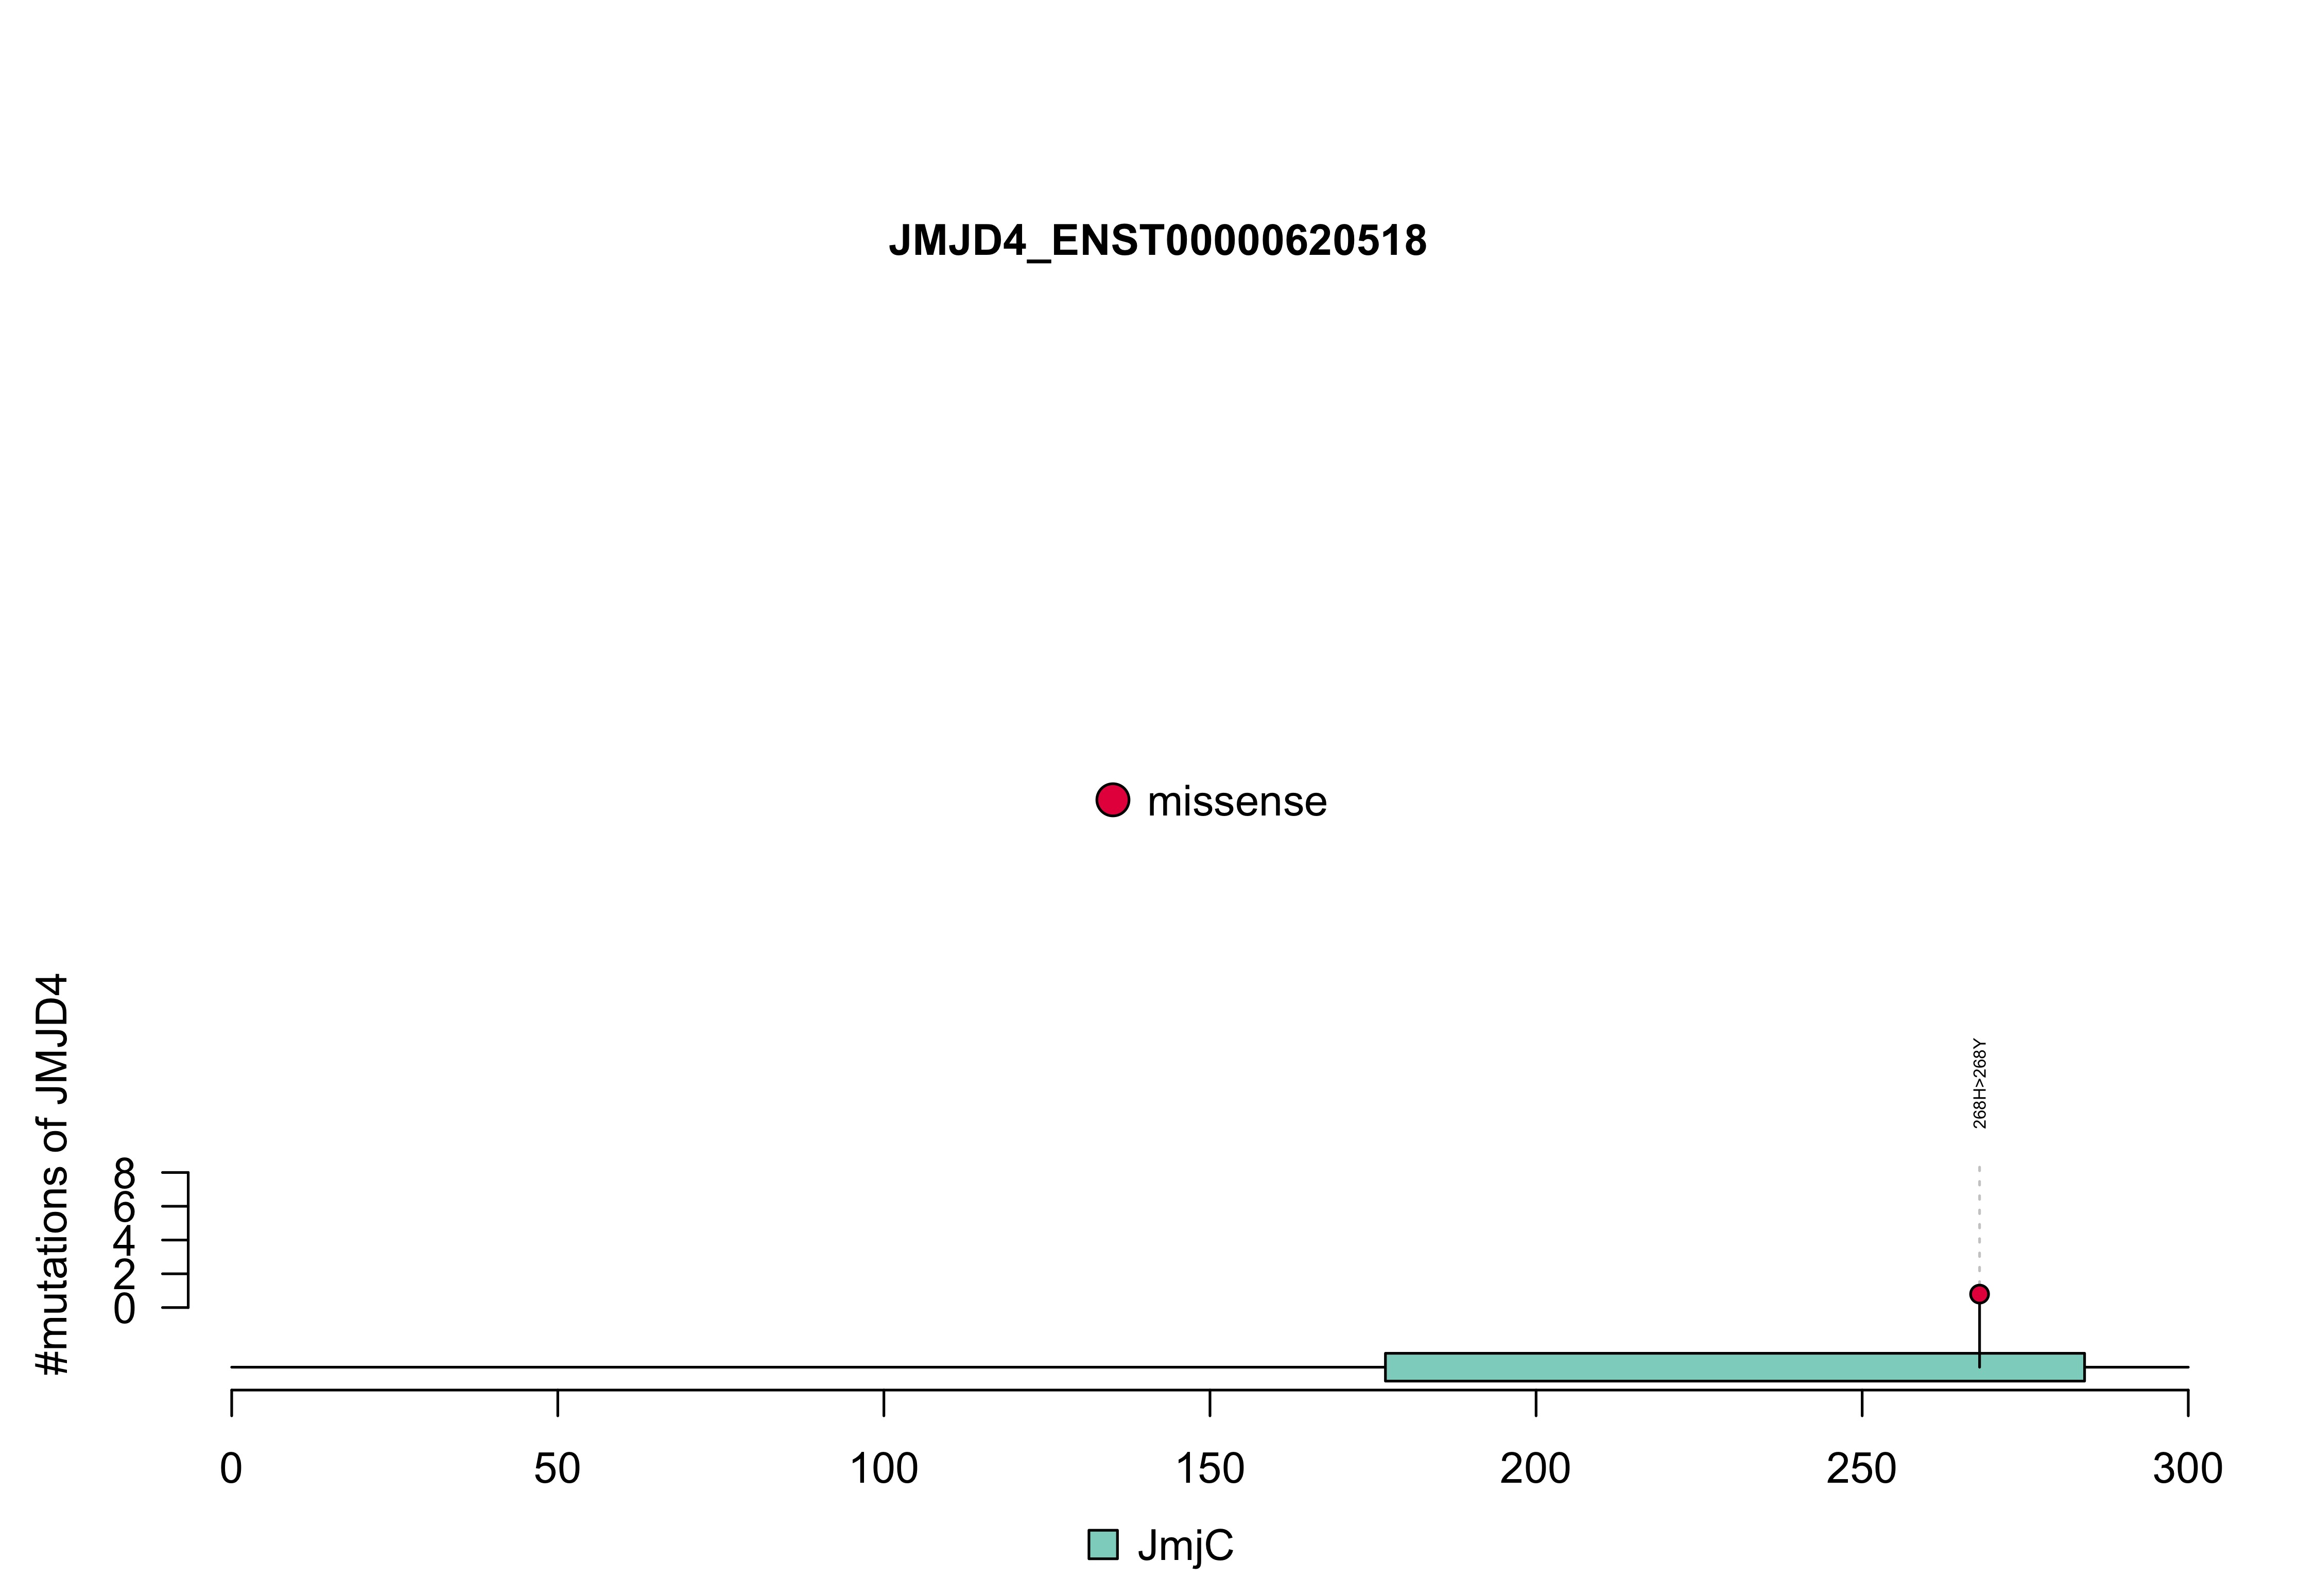 JMJD4_ENST00000620518
missense
#mutations of JMJD4
268H>268Y
8
6
4
2
0
0 50 100 150 200 250 300
JmjC